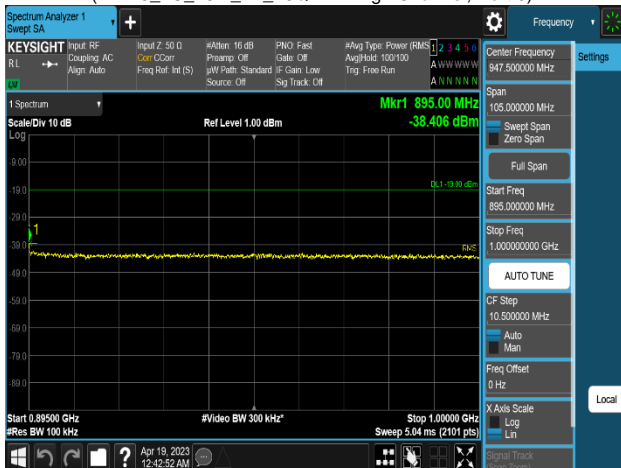 Spectrum Analyzer 1
Swept SA
Frequency
KEYSIGHT
RL
Input: RF
Coupling: AC
Align: Auto
Input Z: 50 Ω
Corr CCorr
Freq Ref: Int (S)
#Atten: 16 dB
Preamp: Off
µW Path: Standard
Source: Off
PNO: Fast
Gate: Off
IF Gain: Low
Sig Track: Off
#Avg Type: Power (RMS
Avg|Hold: 100/100
Trig: Free Run
1 2 3 4 5 6
A W W W W W
A N N N N N
1 Spectrum
Scale/Div 10 dB
Ref Level 1.00 dBm
Mkr1 895.00 MHz
-38.406 dBm
Log
-9.00
DL1 -19.00 dBm
-19.0
-29.0
1
-39.0
RMS
-49.0
-59.0
-69.0
-79.0
-89.0
Start 0.89500 GHz
#Video BW 300 kHz*
Stop 1.00000 GHz
#Res BW 100 kHz
Sweep 5.04 ms (2101 pts)
Center Frequency
947.500000 MHz
Settings
Span
105.000000 MHz
Swept Span
Zero Span
Full Span
Start Freq
895.000000 MHz
Stop Freq
1.000000000 GHz
AUTO TUNE
CF Step
10.500000 MHz
Auto
Man
Freq Offset
0 Hz
X Axis Scale
Log
Lin
Signal Track
(Span Zoom)
Local
Apr 19, 2023
12:42:52 AM